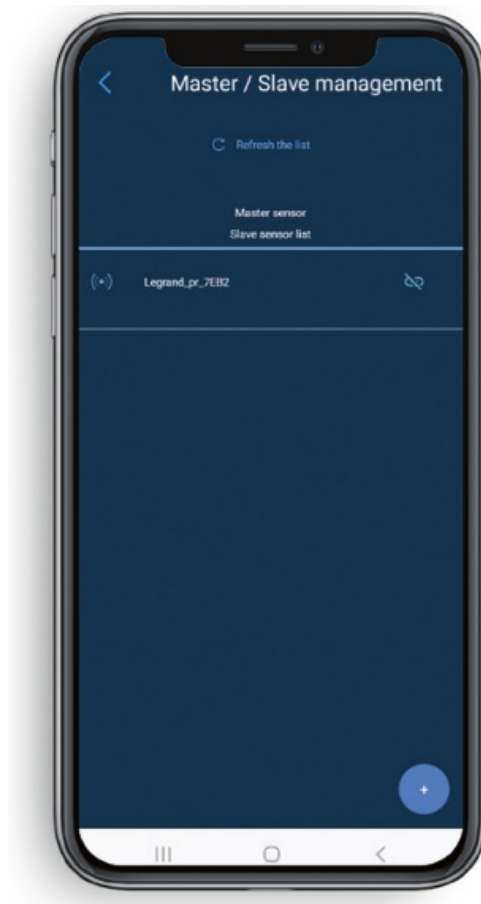 Master / Slave management
Refresh the list
Master sensor
Slave sensor list
Legrand_pr_7EB2
+